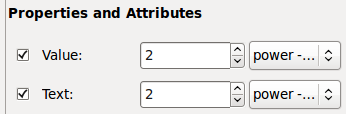 Properties and Attributes
Value: 2 power -...
Text: 2 power -...